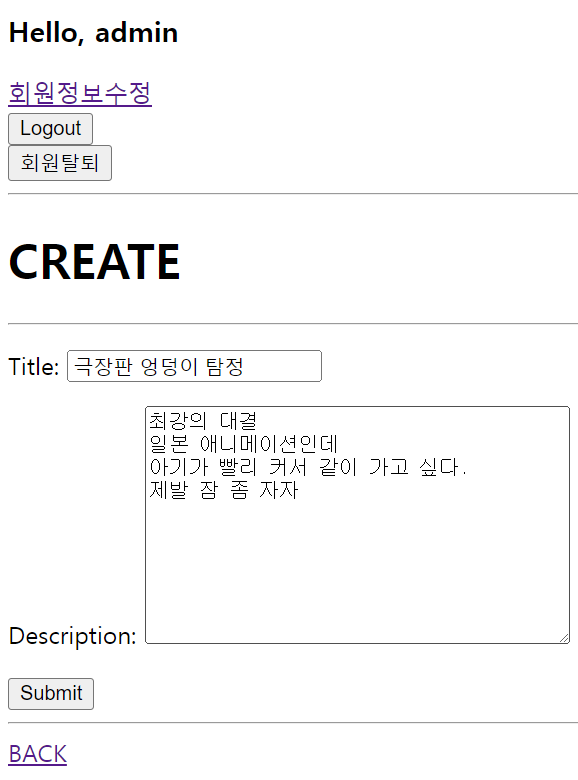 Hello, admin
회원정보수정
Logout
회원탈퇴
CREATE
Title: 극장판 엉덩이 탐정
최강의 대결
일본 애니메이션인데
아기가 빨리 커서 같이 가고 싶다.
제발 잠 좀 자자
Description:
Submit
BACK